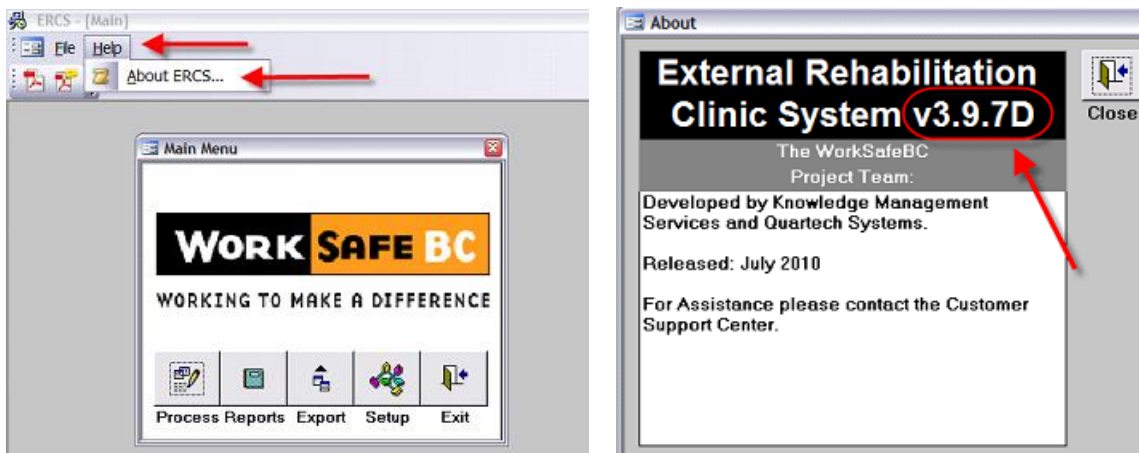 ERCS - [Main]
File Help
About ERCS...
Main Menu
WORK SAFE BC
WORKING TO MAKE A DIFFERENCE
Process Reports Export Setup Exit
About
External Rehabilitation
Clinic System v3.9.7D
Close
The WorkSafeBC
Project Team:
Developed by Knowledge Management
Services and Quartech Systems.
Released: July 2010
For Assistance please contact the Customer
Support Center.